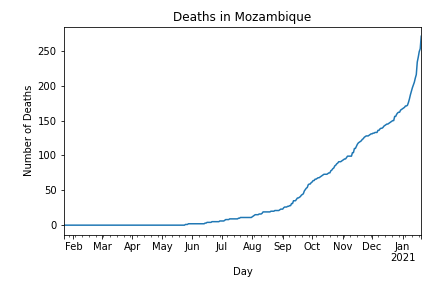 Deaths in Mozambique
Number of Deaths
250
200
150
100
50
0
Feb Mar Apr May Jun Jul Aug Sep Oct Nov Dec Jan
2021
Day